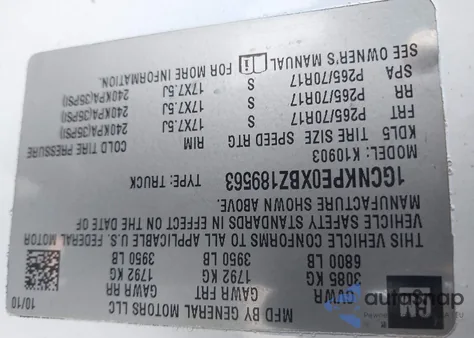 GM
MFD BY GENERAL MOTORS LLC
10/10
GVWR GAWR FRT GAWR RR
3085 KG 1792 KG 1792 KG
6800 LB 3950 LB 3950 LB
THIS VEHICLE CONFORMS TO ALL APPLICABLE U.S. FEDERAL MOTOR
VEHICLE SAFETY STANDARDS IN EFFECT ON THE DATE OF
MANUFACTURE SHOWN ABOVE.
1GCNKPE0XBZ189563 TYPE: TRUCK
MODEL: K10903
KDL5 TIRE SIZE SPEED RTG RIM COLD TIRE PRESSURE
FRT P265/70R17 S 17X7.5J 240KPA(35PSI)
RR P265/70R17 S 17X7.5J 240KPA(35PSI)
SPA P265/70R17 S 17X7.5J 240KPA(35PSI)
SEE OWNER'S MANUAL FOR MORE INFORMATION.
autoSnap